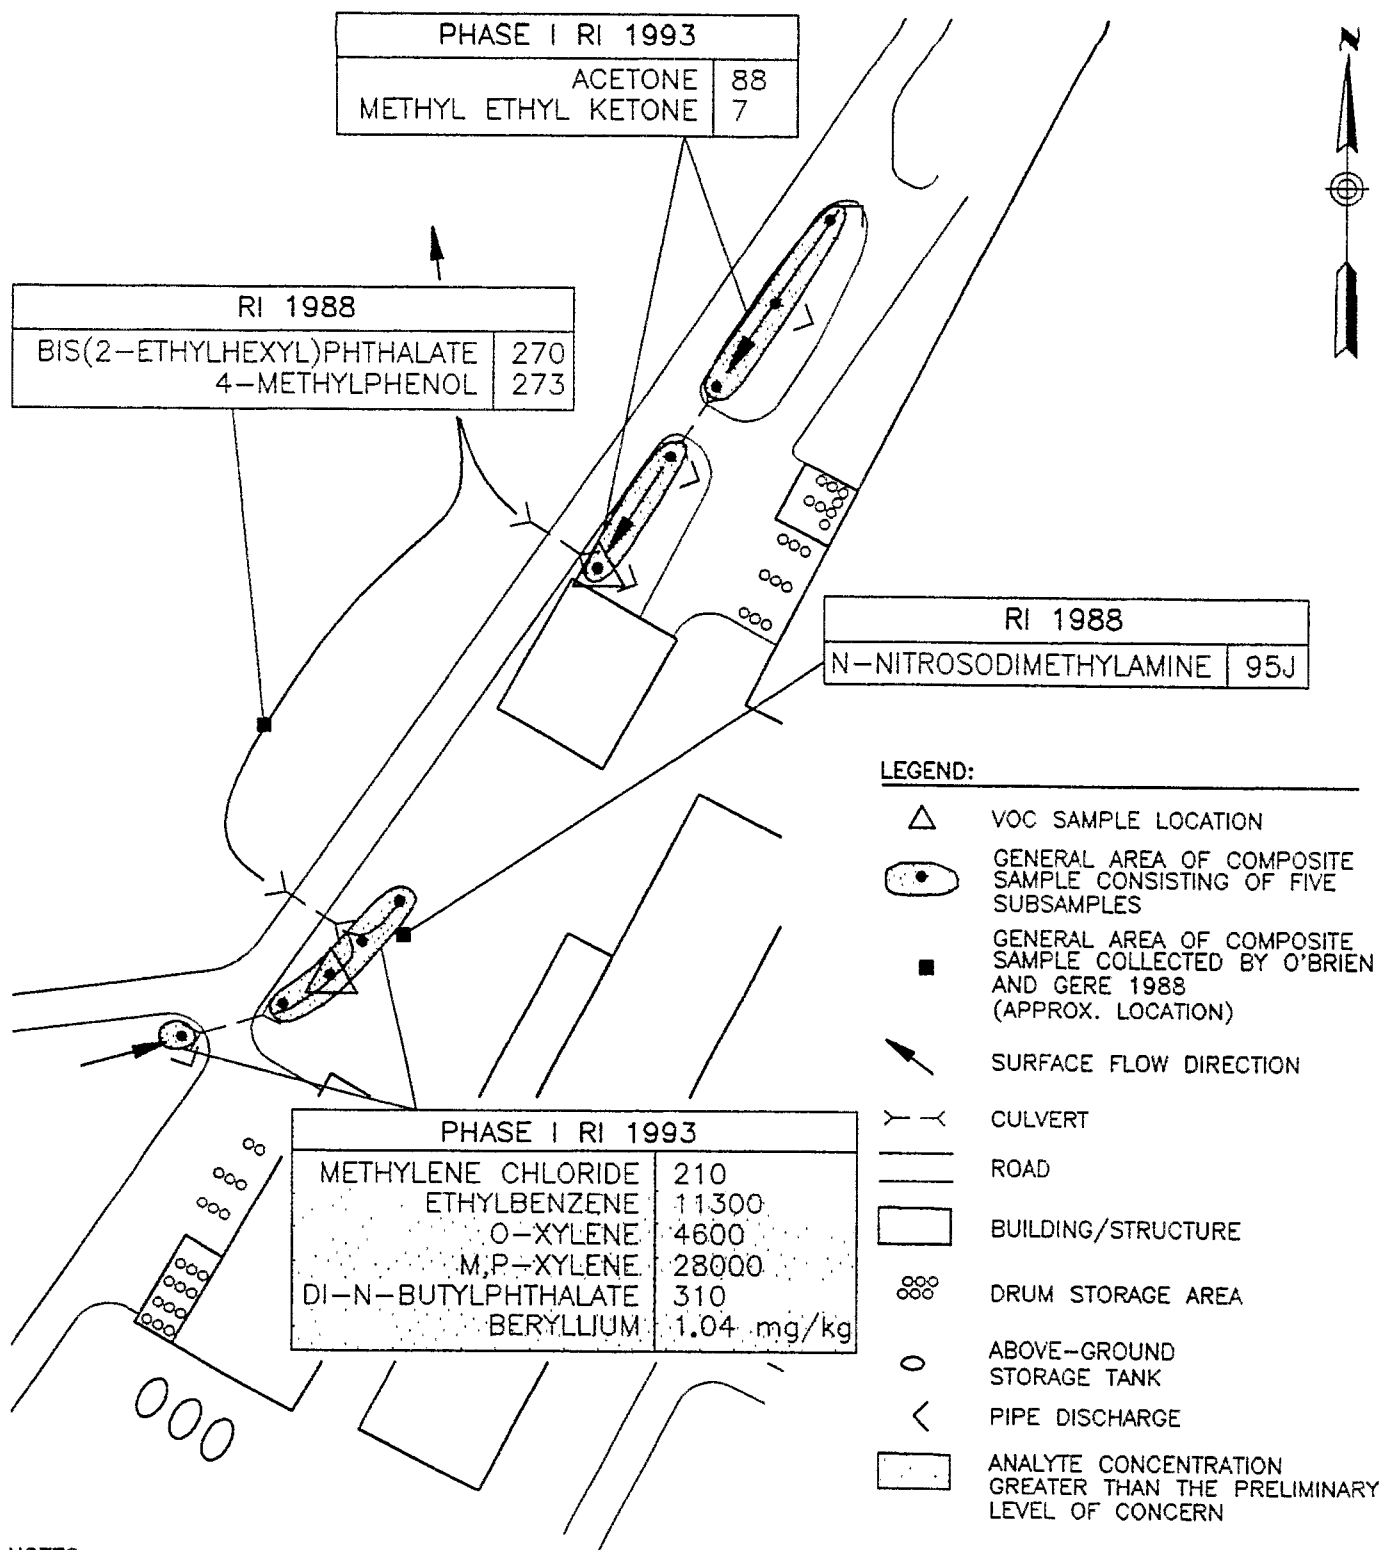 PHASE I RI 1993
ACETONE 88
METHYL ETHYL KETONE 7
N
RI 1988
BIS(2-ETHYLHEXYL)PHTHALATE 270
4-METHYLPHENOL 273
RI 1988
N-NITROSODIMETHYLAMINE 95J
LEGEND:
VOC SAMPLE LOCATION
GENERAL AREA OF COMPOSITE
SAMPLE CONSISTING OF FIVE
SUBSAMPLES
GENERAL AREA OF COMPOSITE
SAMPLE COLLECTED BY O'BRIEN
AND GERE 1988
(APPROX. LOCATION)
SURFACE FLOW DIRECTION
CULVERT
ROAD
BUILDING/STRUCTURE
DRUM STORAGE AREA
ABOVE-GROUND
STORAGE TANK
PIPE DISCHARGE
ANALYTE CONCENTRATION
GREATER THAN THE PRELIMINARY
LEVEL OF CONCERN
PHASE I RI 1993
METHYLENE CHLORIDE 210
ETHYLBENZENE 11300
O-XYLENE 4600
M,P-XYLENE 28000
DI-N-BUTYLPHTHALATE 310
BERYLLIUM 1.04 mg/kg